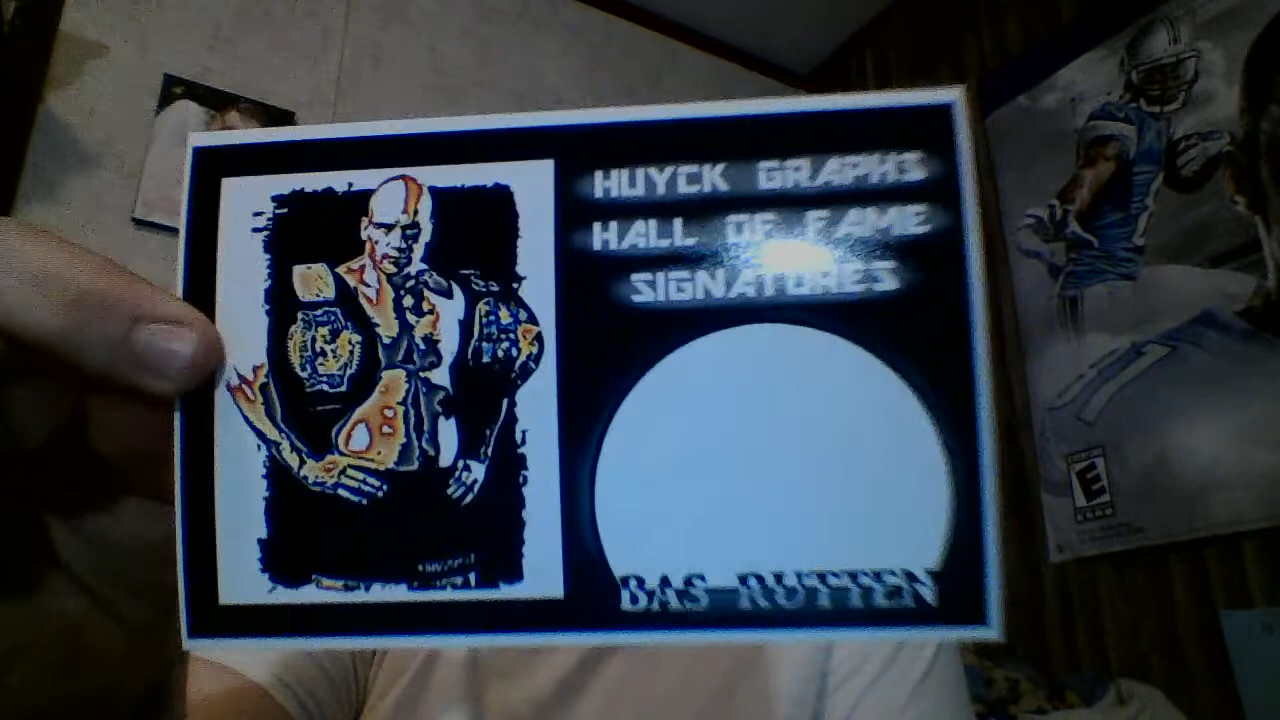 HUYCK GRAPHS
HALL OF FAME
SIGNATURES
BAS RUTTEN
E